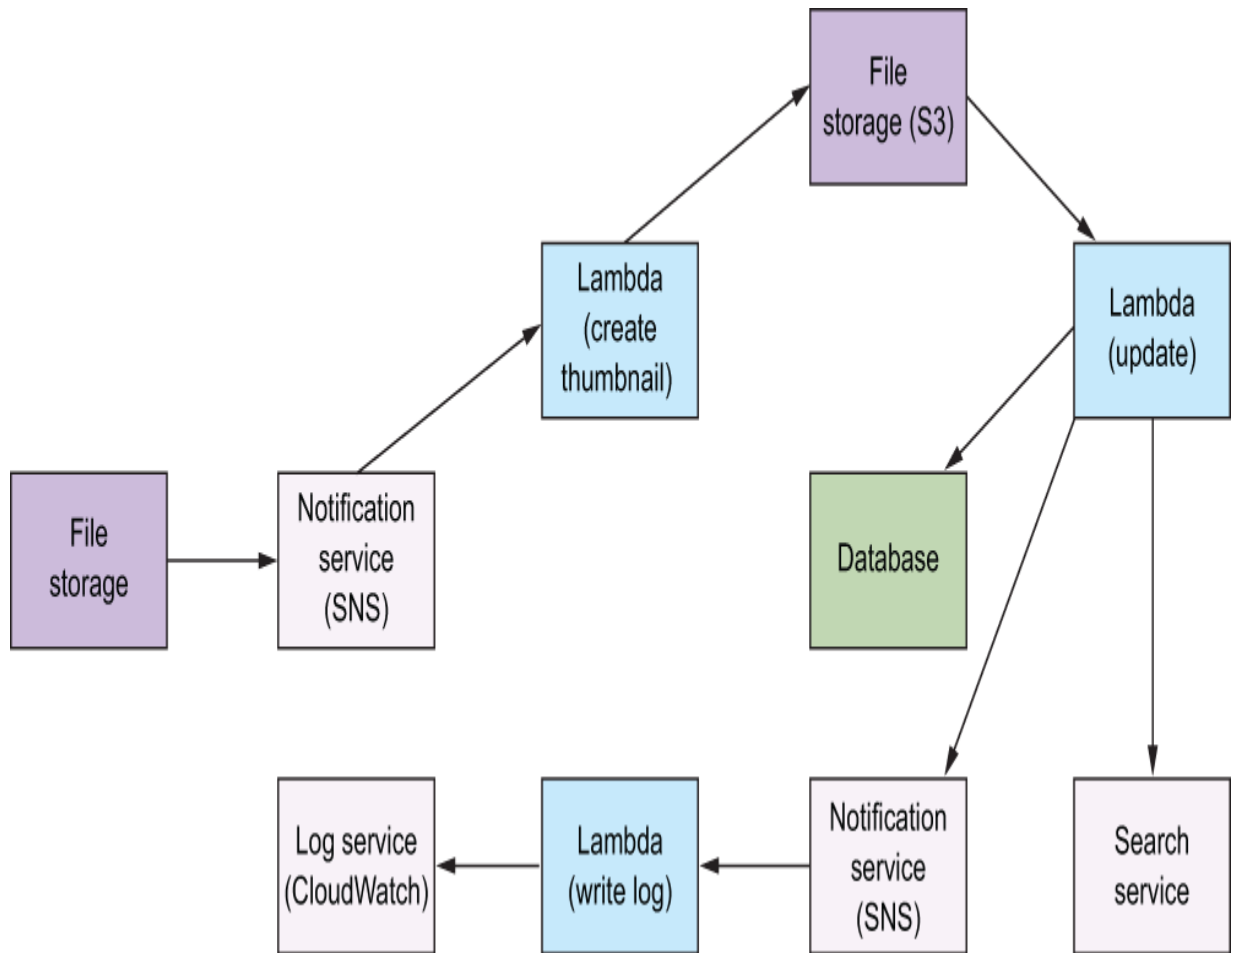 File
storage (S3)
Lambda
(create
thumbnail)
Lambda
(update)
File
storage
Notification
service
(SNS)
Database
Log service
(CloudWatch)
Lambda
(write log)
Notification
service
(SNS)
Search
service